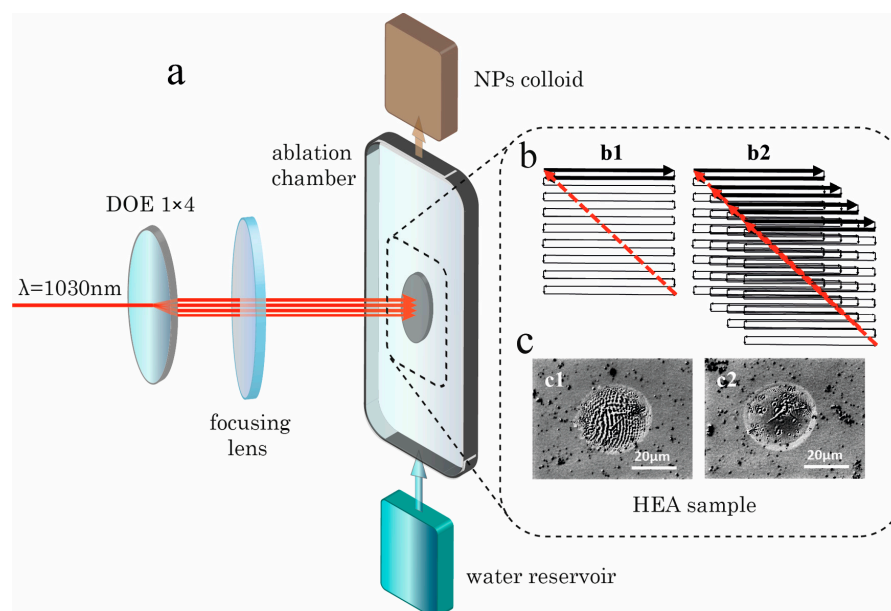 a
NPs colloid
ablation
chamber
DOE 1×4
λ=1030nm
focusing
lens
water reservoir
b
b1
b2
c
c1
20µm
c2
20µm
HEA sample